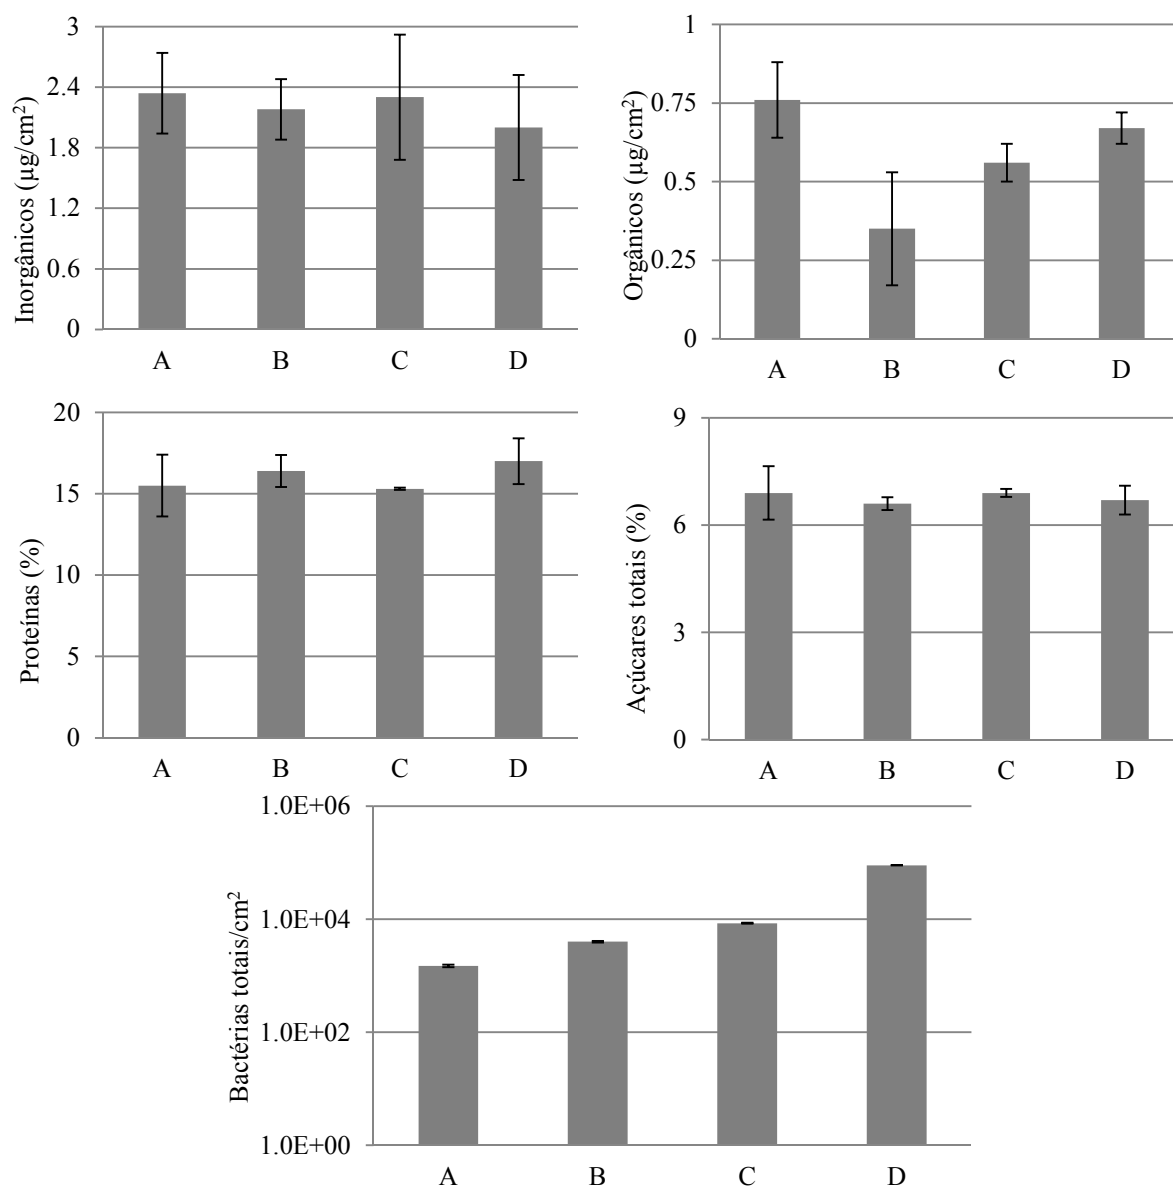 Inorgânicos (µg/cm²)
3
2.4
1.8
1.2
0.6
0
A B C D
Orgânicos (µg/cm²)
1
0.75
0.5
0.25
0
A B C D
Proteínas (%)
20
15
10
5
0
A B C D
Açúcares totais (%)
9
6
3
0
A B C D
Bactérias totais/cm²
1.0E+06
1.0E+04
1.0E+02
1.0E+00
A B C D